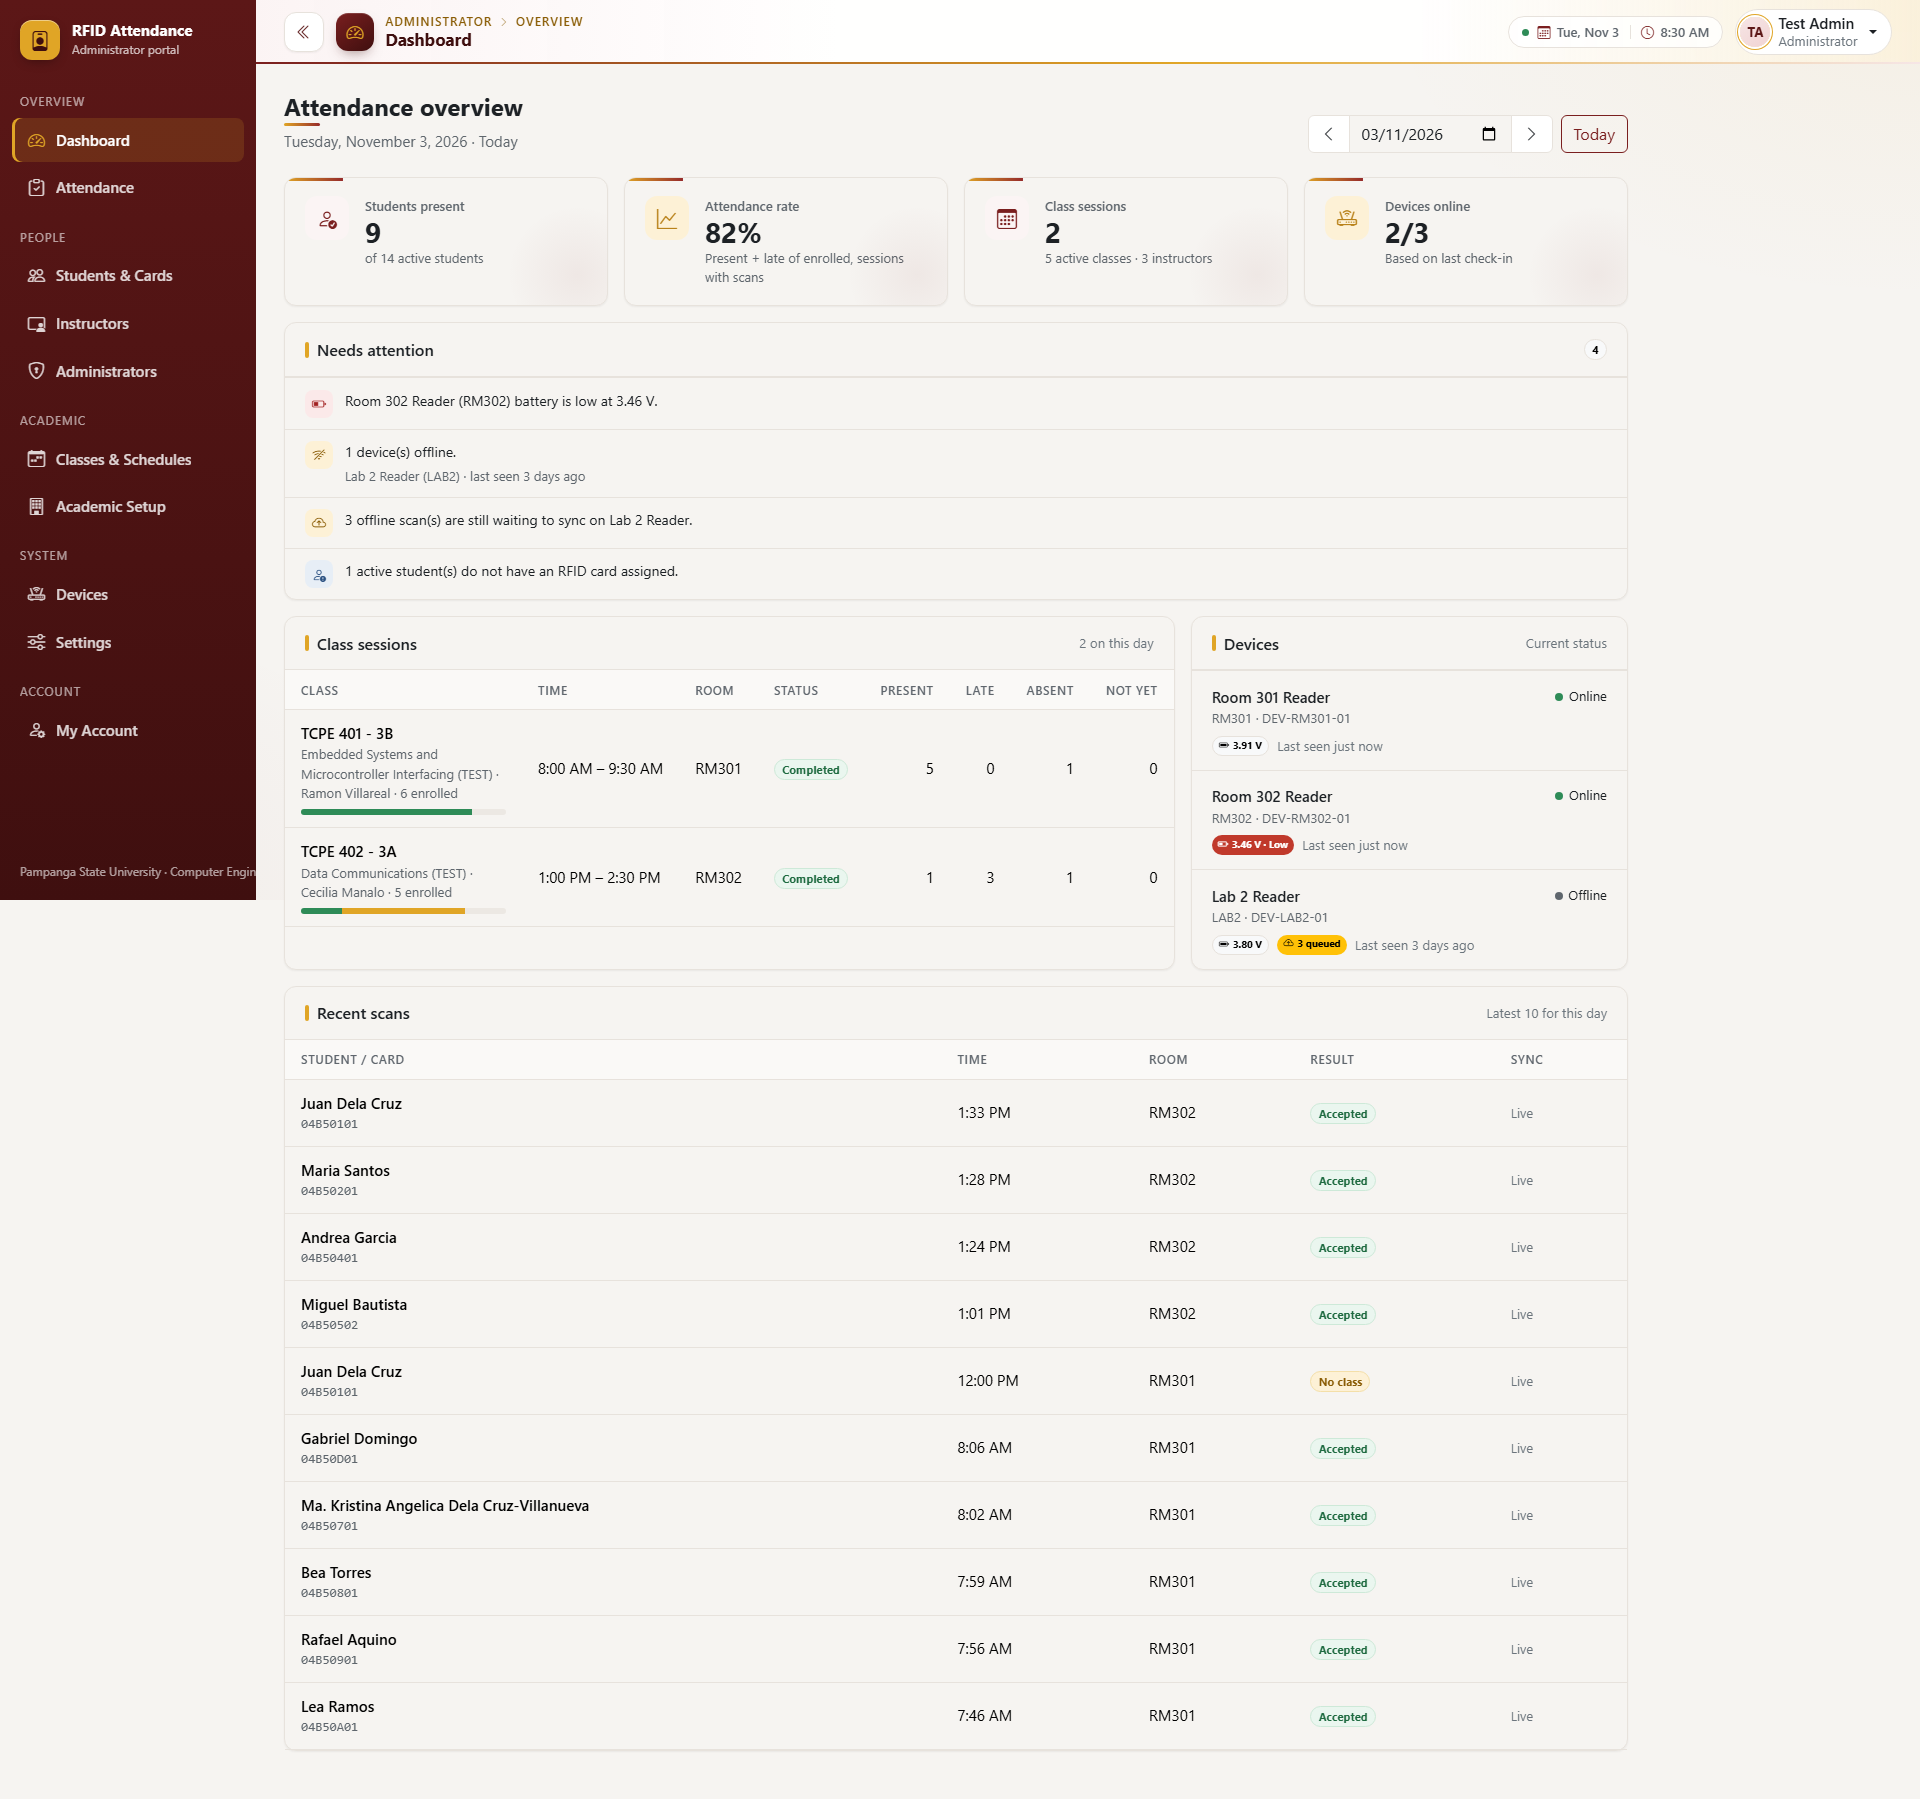 RFID Attendance
Administrator portal
OVERVIEW
Dashboard
Attendance
PEOPLE
Students & Cards
Instructors
Administrators
ACADEMIC
Classes & Schedules
Academic Setup
SYSTEM
Devices
Settings
ACCOUNT
My Account
Pampanga State University · Computer Engin
ADMINISTRATOR > OVERVIEW
Dashboard
Tue, Nov 3 8:30 AM
TA
Test Admin
Administrator
Attendance overview
Tuesday, November 3, 2026 · Today
03/11/2026
Today
Students present
9
of 14 active students
Attendance rate
82%
Present + late of enrolled, sessions
with scans
Class sessions
2
5 active classes · 3 instructors
Devices online
2/3
Based on last check-in
Needs attention
4
Room 302 Reader (RM302) battery is low at 3.46 V.
1 device(s) offline.
Lab 2 Reader (LAB2) · last seen 3 days ago
3 offline scan(s) are still waiting to sync on Lab 2 Reader.
1 active student(s) do not have an RFID card assigned.
Class sessions
2 on this day
CLASS TIME ROOM STATUS PRESENT LATE ABSENT NOT YET
TCPE 401 - 3B
Embedded Systems and
Microcontroller Interfacing (TEST) ·
Ramon Villareal · 6 enrolled
8:00 AM – 9:30 AM RM301 Completed 5 0 1 0
TCPE 402 - 3A
Data Communications (TEST) ·
Cecilia Manalo · 5 enrolled
1:00 PM – 2:30 PM RM302 Completed 1 3 1 0
Devices
Current status
Room 301 Reader Online
RM301 · DEV-RM301-01
3.91 V Last seen just now
Room 302 Reader Online
RM302 · DEV-RM302-01
3.46 V · Low Last seen just now
Lab 2 Reader Offline
LAB2 · DEV-LAB2-01
3.80 V 3 queued Last seen 3 days ago
Recent scans
Latest 10 for this day
STUDENT / CARD TIME ROOM RESULT SYNC
Juan Dela Cruz
04B50101
1:33 PM RM302 Accepted Live
Maria Santos
04B50201
1:28 PM RM302 Accepted Live
Andrea Garcia
04B50401
1:24 PM RM302 Accepted Live
Miguel Bautista
04B50502
1:01 PM RM302 Accepted Live
Juan Dela Cruz
04B50101
12:00 PM RM301 No class Live
Gabriel Domingo
04B50D01
8:06 AM RM301 Accepted Live
Ma. Kristina Angelica Dela Cruz-Villanueva
04B50701
8:02 AM RM301 Accepted Live
Bea Torres
04B50801
7:59 AM RM301 Accepted Live
Rafael Aquino
04B50901
7:56 AM RM301 Accepted Live
Lea Ramos
04B50A01
7:46 AM RM301 Accepted Live